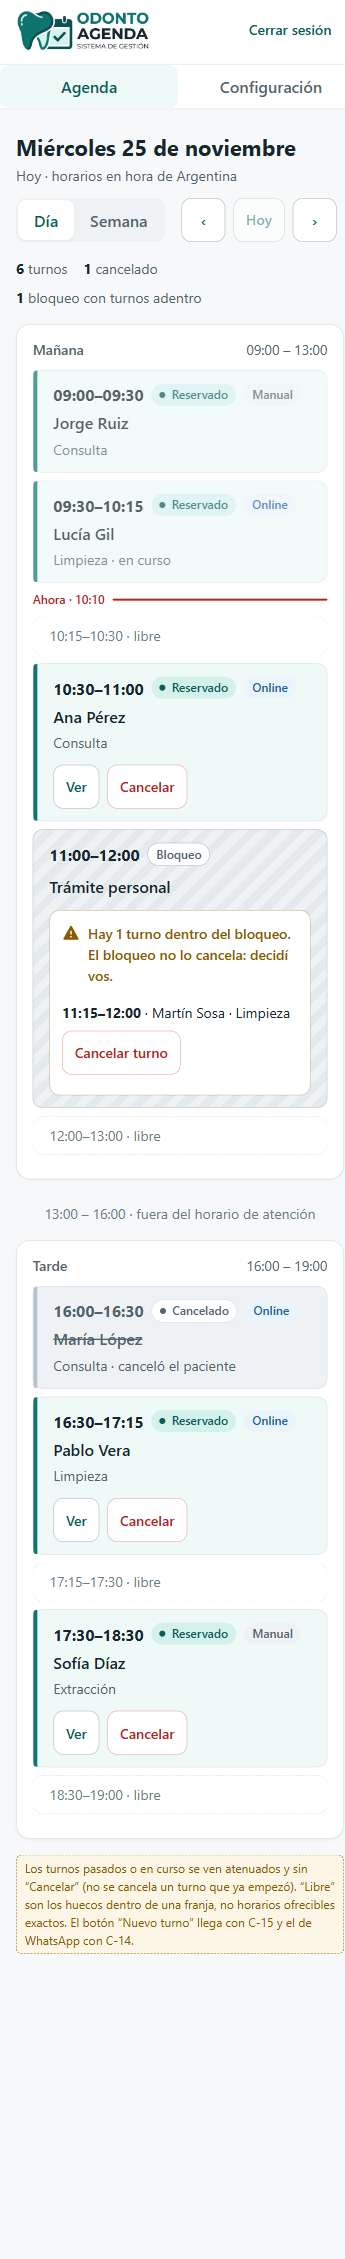 ODONTO
AGENDA
SISTEMA DE GESTIÓN
Cerrar sesión
Agenda
Configuración
Miércoles 25 de noviembre
Hoy · horarios en hora de Argentina
Día
Semana
‹
Hoy
›
6 turnos 1 cancelado
1 bloqueo con turnos adentro
Mañana 09:00 – 13:00
09:00–09:30 Reservado Manual
Jorge Ruiz
Consulta
09:30–10:15 Reservado Online
Lucía Gil
Limpieza · en curso
Ahora · 10:10
10:15–10:30 · libre
10:30–11:00 Reservado Online
Ana Pérez
Consulta
Ver Cancelar
11:00–12:00 Bloqueo
Trámite personal
Hay 1 turno dentro del bloqueo.
El bloqueo no lo cancela: decidí
vos.
11:15–12:00 · Martín Sosa · Limpieza
Cancelar turno
12:00–13:00 · libre
13:00 – 16:00 · fuera del horario de atención
Tarde 16:00 – 19:00
16:00–16:30 Cancelado Online
María López
Consulta · canceló el paciente
16:30–17:15 Reservado Online
Pablo Vera
Limpieza
Ver Cancelar
17:15–17:30 · libre
17:30–18:30 Reservado Manual
Sofía Díaz
Extracción
Ver Cancelar
18:30–19:00 · libre
Los turnos pasados o en curso se ven atenuados y sin
"Cancelar" (no se cancela un turno que ya empezó). "Libre"
son los huecos dentro de una franja, no horarios ofrecibles
exactos. El botón "Nuevo turno" llega con C-15 y el de
WhatsApp con C-14.